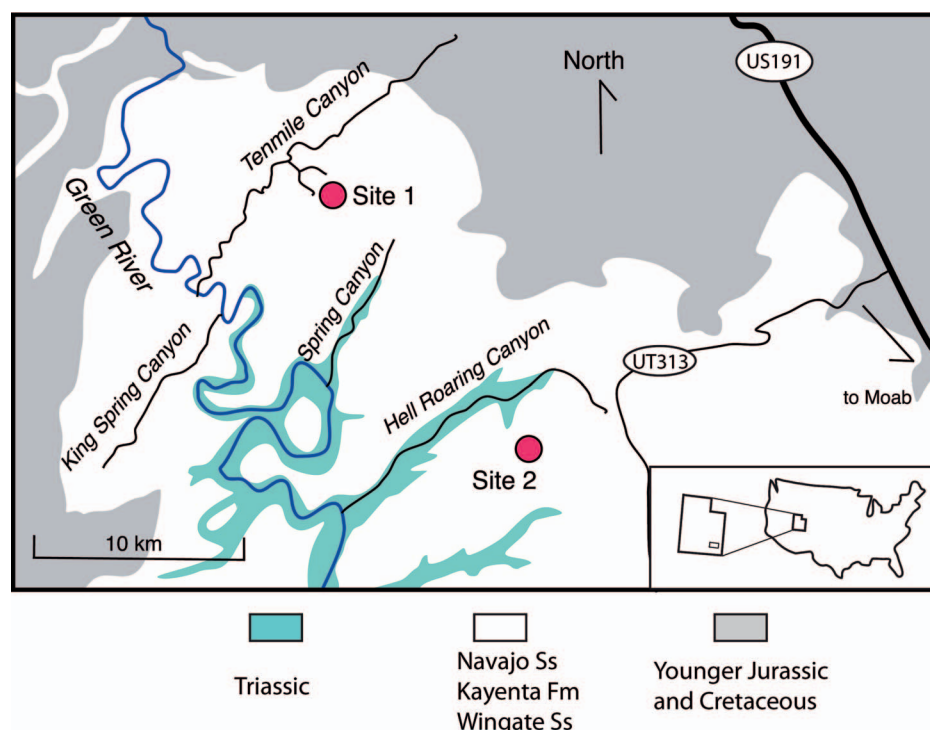 US191
North
Tenmile Canyon
Site 1
Green River
Spring Canyon
King Spring Canyon
Hell Roaring Canyon
UT313
to Moab
Site 2
10 km
Triassic
Navajo Ss
Kayenta Fm
Wingate Ss
Younger Jurassic
and Cretaceous